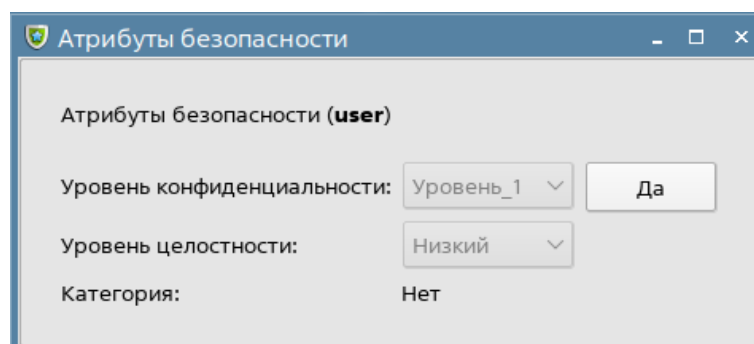 Атрибуты безопасности
Атрибуты безопасности (user)
Уровень конфиденциальности: Уровень_1 Да
Уровень целостности: Низкий
Категория: Нет